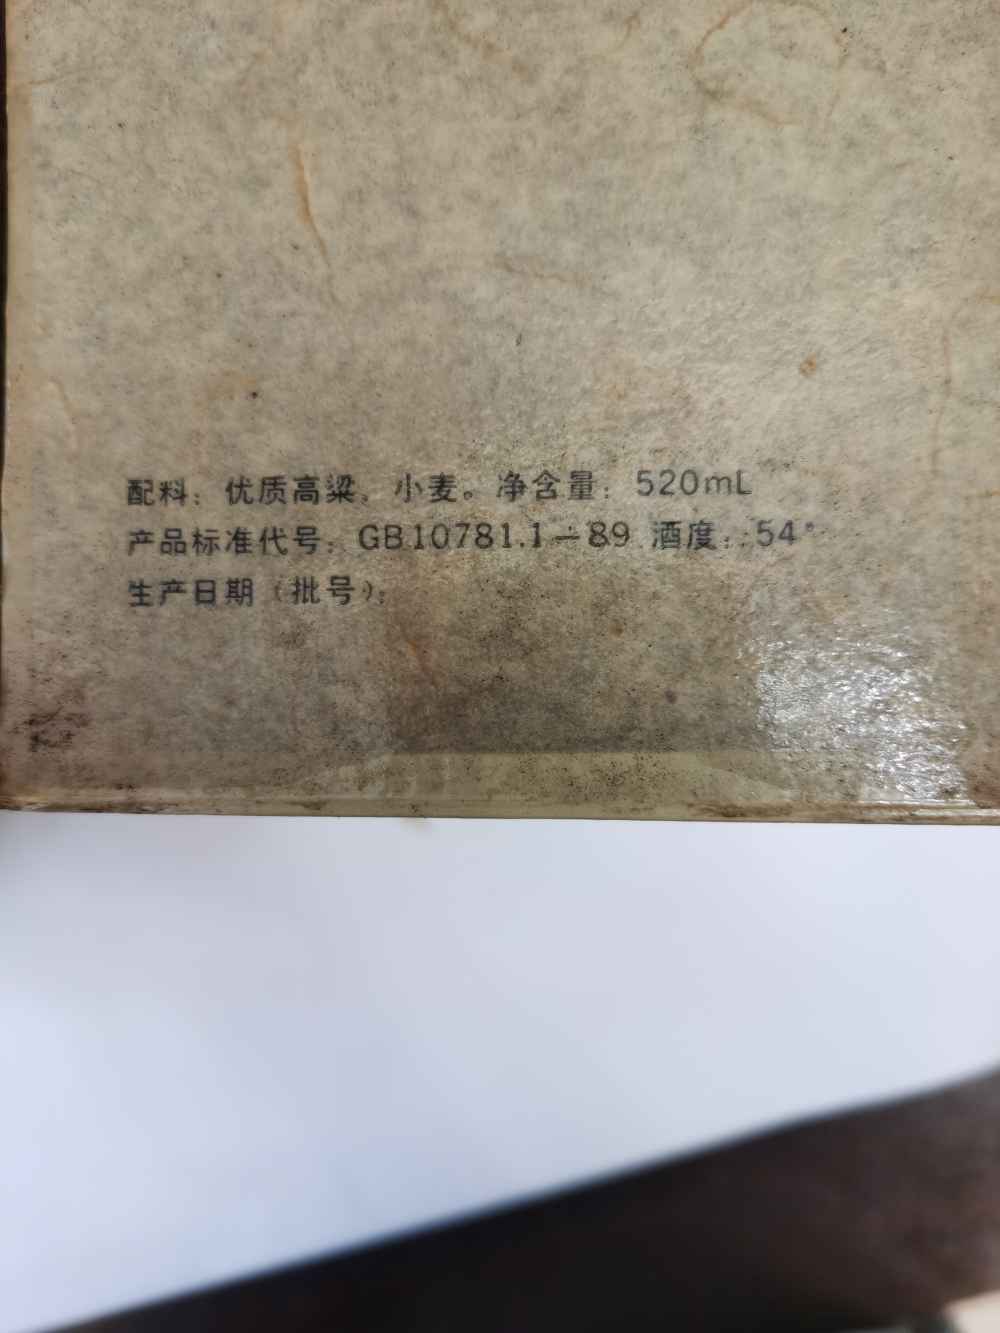 配料：优质高粱、小麦。净含量：520mL
产品标准代号：GB10781.1—89 酒度：54°
生产日期（批号）：